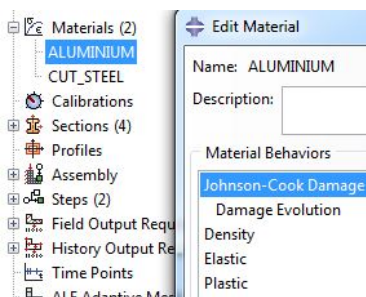 Materials (2)
ALUMINIUM
CUT_STEEL
Calibrations
Sections (4)
Profiles
Assembly
Steps (2)
Field Output Requ
History Output Re
Time Points
Edit Material
Name: ALUMINIUM
Description:
Material Behaviors
Johnson-Cook Damage
Damage Evolution
Density
Elastic
Plastic